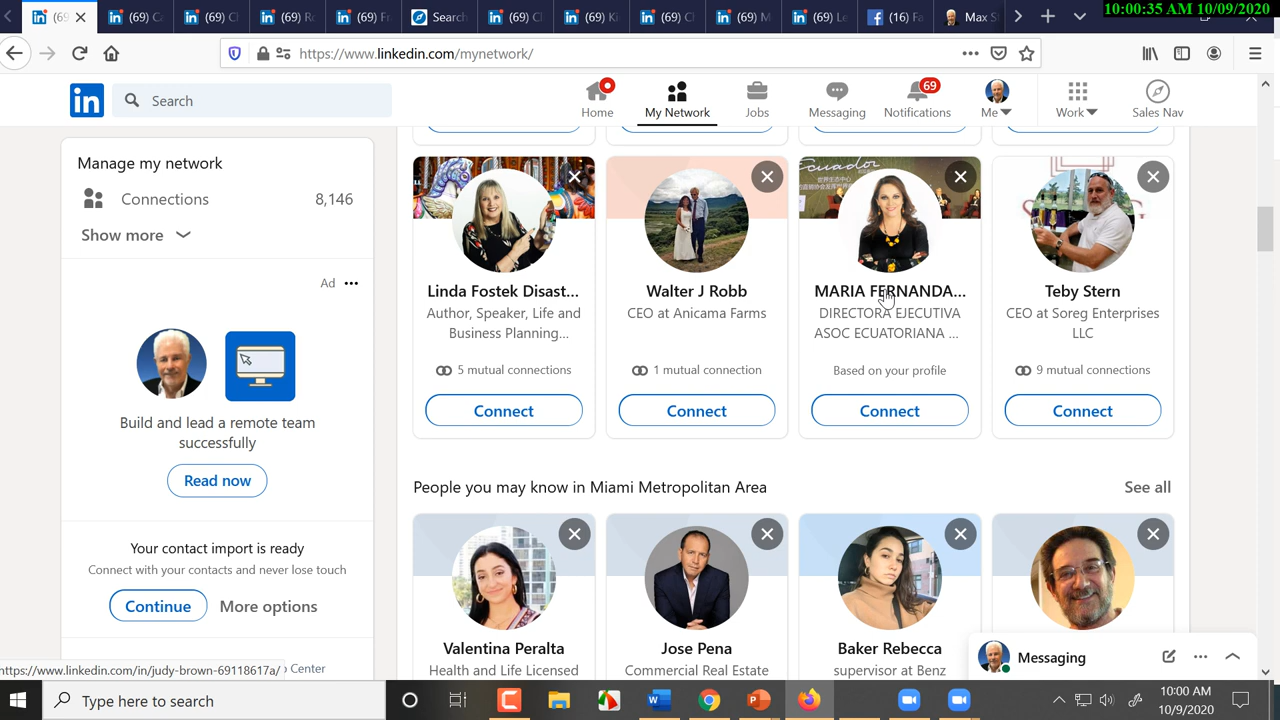 (69)
(69) C
(69) Cl
(69) R
(69) F
Search
(69) C
(69) Ki
(69) Cl
(69) M
(69) Le
(16) Fa
Max S
10:00:35 AM 10/09/2020
https://www.linkedin.com/mynetwork/
in
Search
Home
My Network
Jobs
Messaging
69
Notifications
Me
Work
Sales Nav
Manage my network
Connections 8,146
Show more
Ad
Build and lead a remote team
successfully
Read now
Your contact import is ready
Connect with your contacts and never lose touch
Continue
More options
Center
https://www.linkedin.com/in/judy-brown-69118617a/
Linda Fostek Disast...
Author, Speaker, Life and
Business Planning...
5 mutual connections
Connect
Walter J Robb
CEO at Anicama Farms
1 mutual connection
Connect
Ecuador
MARIA FERNANDA...
DIRECTORA EJECUTIVA
ASOC ECUATORIANA ...
Based on your profile
Connect
Teby Stern
CEO at Soreg Enterprises
LLC
9 mutual connections
Connect
People you may know in Miami Metropolitan Area
See all
Valentina Peralta
Health and Life Licensed
Jose Pena
Commercial Real Estate
Baker Rebecca
supervisor at Benz
Messaging
Type here to search
10:00 AM
10/9/2020